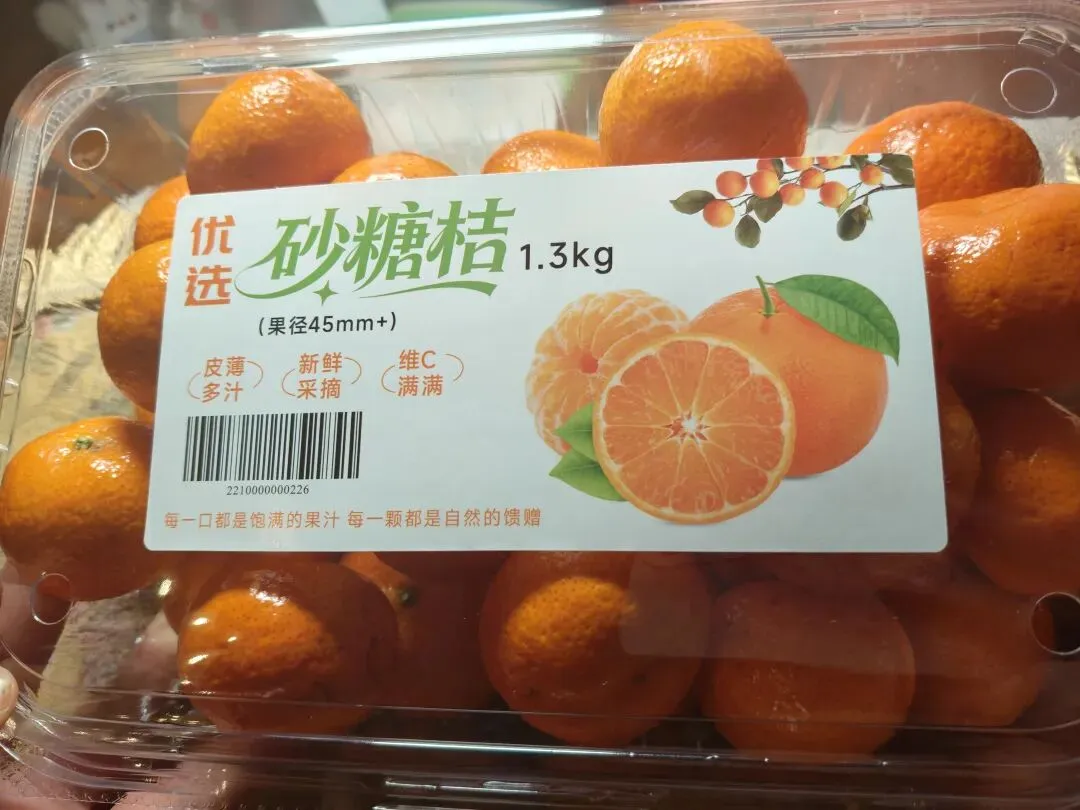 优选
砂糖桔 1.3kg
(果径45mm+)
皮薄
多汁
新鲜
采摘
维C
满满
2210000000226
每一口都是饱满的果汁 每一颗都是自然的馈赠